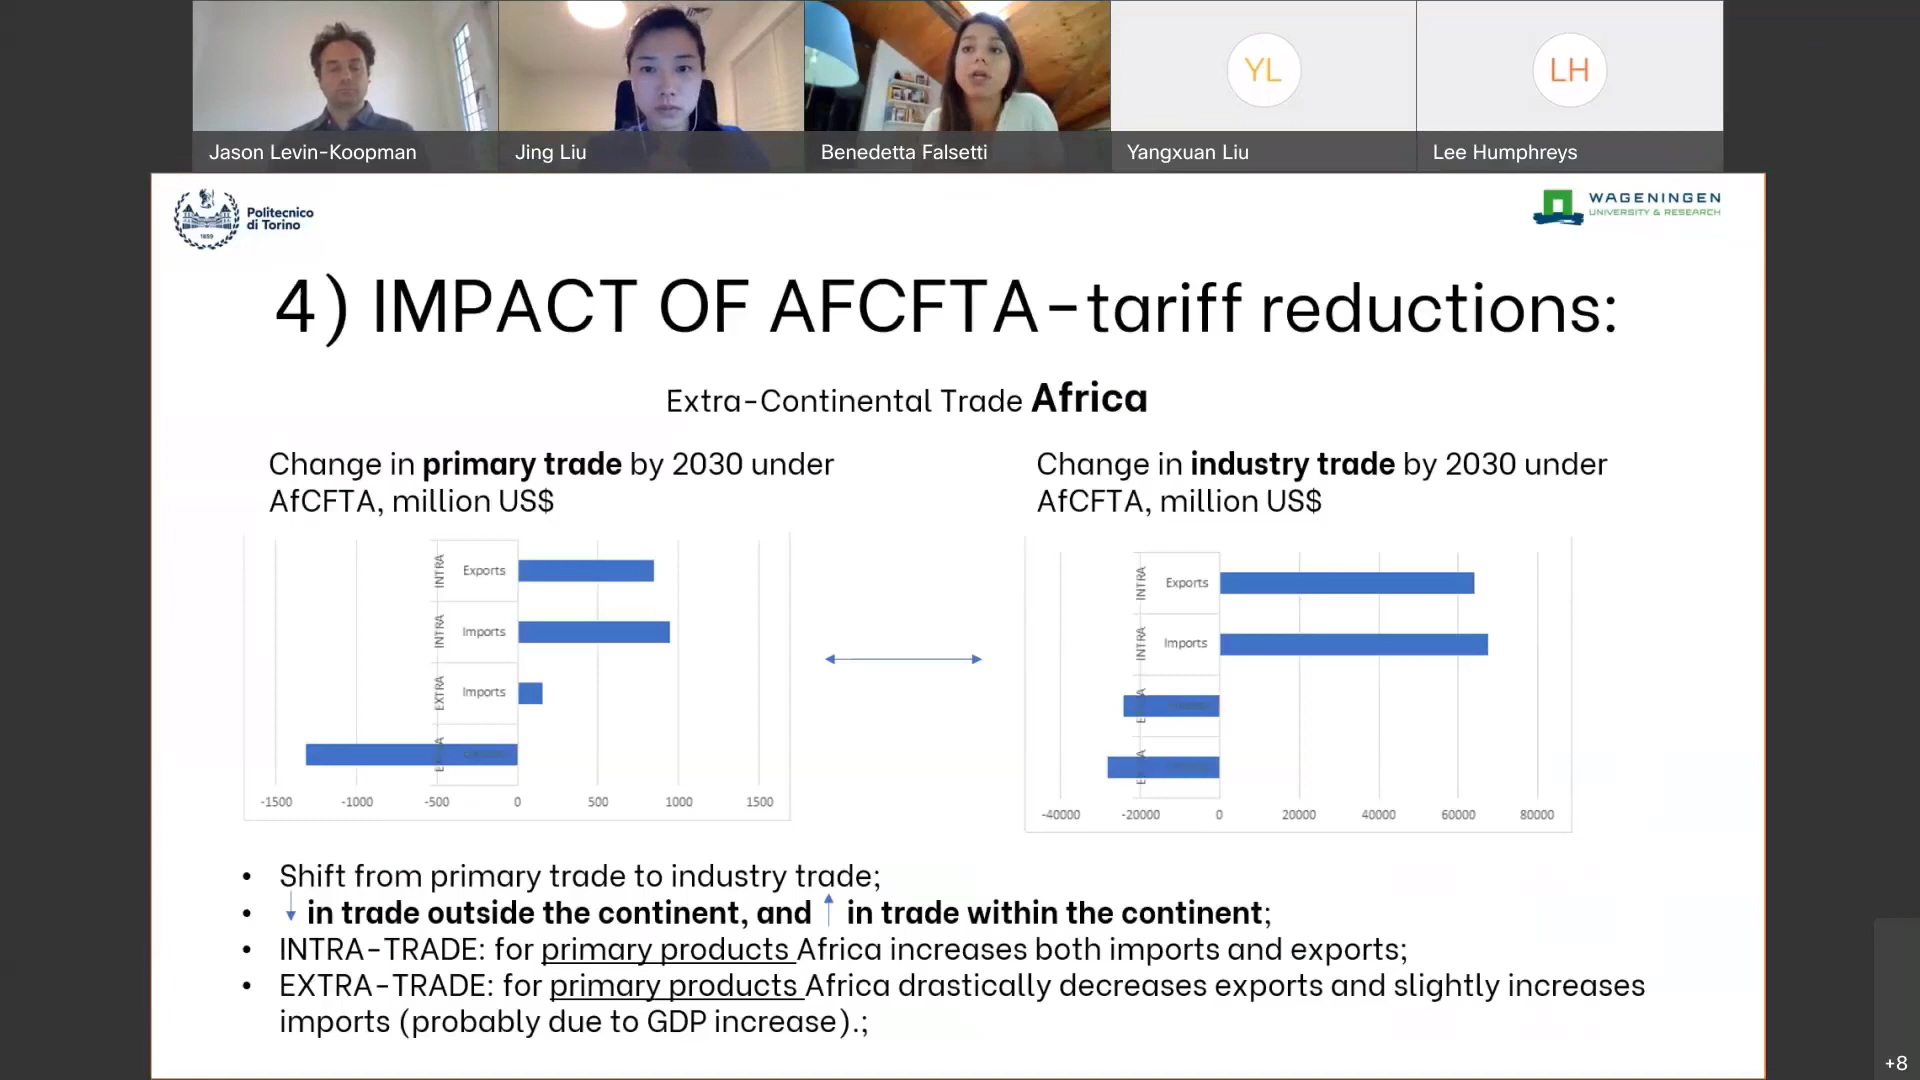 YL
LH
Jason Levin-Koopman
Jing Liu
Benedetta Falsetti
Yangxuan Liu
Lee Humphreys
Politecnico
di Torino
1859
WAGENINGEN
UNIVERSITY & RESEARCH
4) IMPACT OF AFCFTA-tariff reductions:
Extra-Continental Trade Africa
Change in primary trade by 2030 under
AfCFTA, million US$
Change in industry trade by 2030 under
AfCFTA, million US$
INTRA
Exports
INTRA
Imports
EXTRA
Imports
-1500
-1000
-500
0
500
1000
1500
INTRA
Exports
INTRA
Imports
-40000
-20000
0
20000
40000
60000
80000
• Shift from primary trade to industry trade;
• ↓ in trade outside the continent, and ↑ in trade within the continent;
• INTRA-TRADE: for primary products Africa increases both imports and exports;
• EXTRA-TRADE: for primary products Africa drastically decreases exports and slightly increases
imports (probably due to GDP increase).;
+8